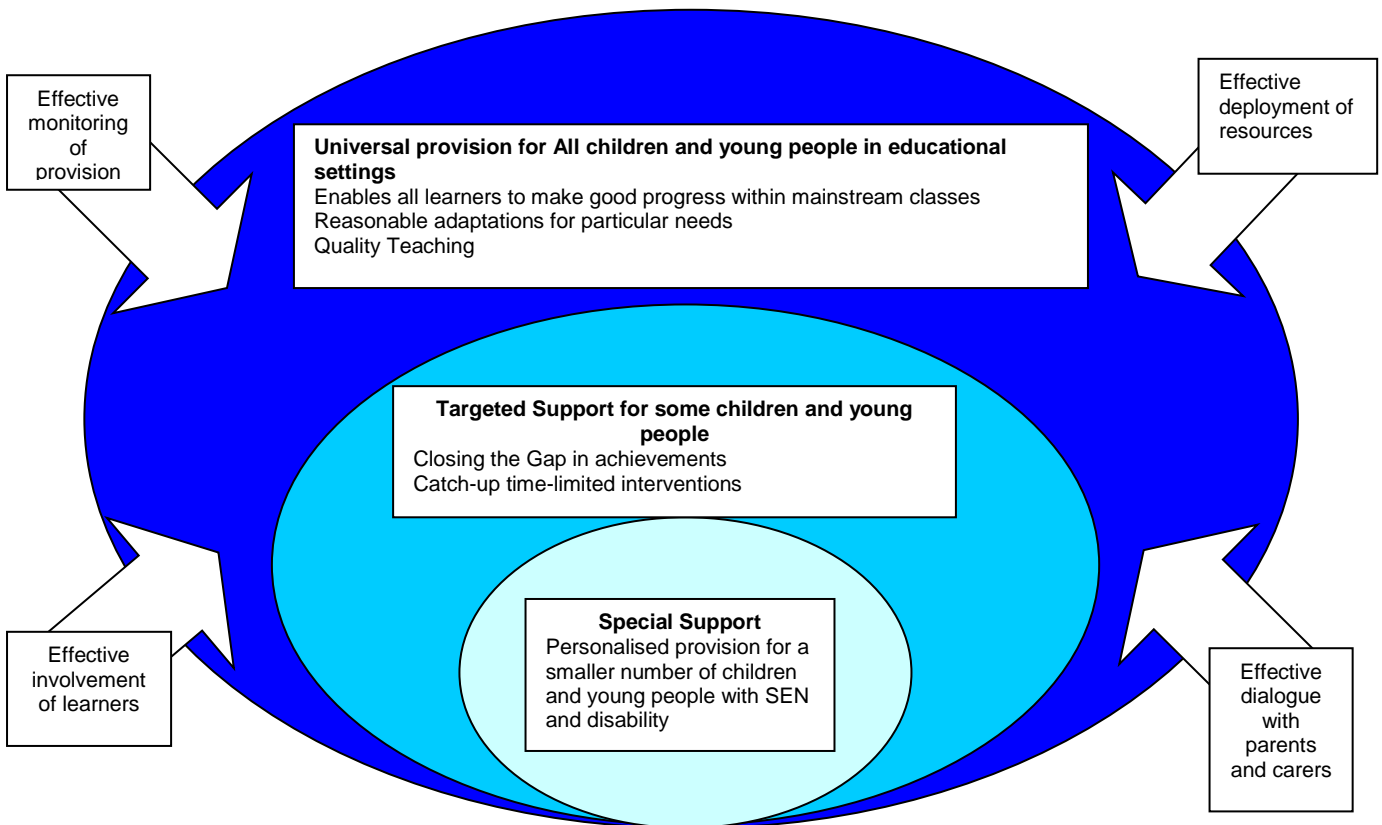 Effective
monitoring
of
provision
Effective
deployment of
resources
Universal provision for All children and young people in educational
settings
Enables all learners to make good progress within mainstream classes
Reasonable adaptations for particular needs
Quality Teaching
Targeted Support for some children and young
people
Closing the Gap in achievements
Catch-up time-limited interventions
Special Support
Personalised provision for a
smaller number of children
and young people with SEN
and disability
Effective
involvement
of learners
Effective
dialogue
with
parents
and carers